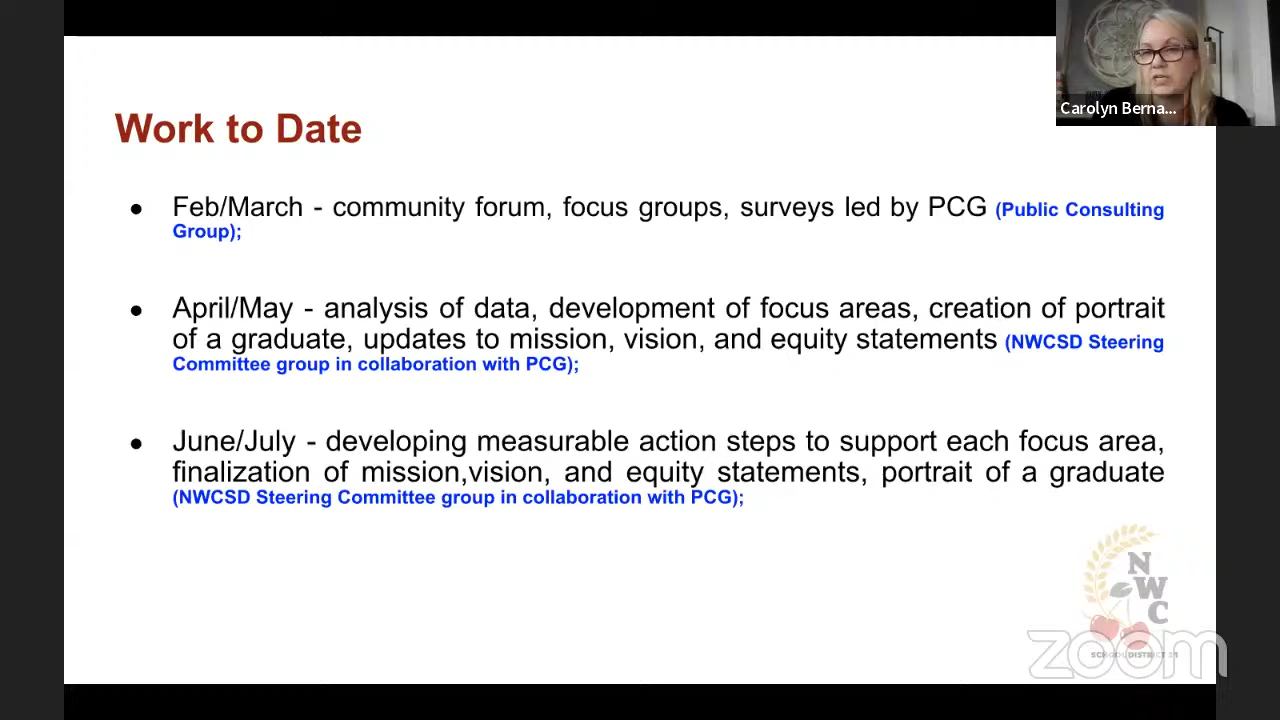 Carolyn Berna...
Work to Date
● Feb/March - community forum, focus groups, surveys led by PCG (Public Consulting
Group);
● April/May - analysis of data, development of focus areas, creation of portrait
of a graduate, updates to mission, vision, and equity statements (NWCSD Steering
Committee group in collaboration with PCG);
● June/July - developing measurable action steps to support each focus area,
finalization of mission,vision, and equity statements, portrait of a graduate
(NWCSD Steering Committee group in collaboration with PCG);
N
W
C
zoom